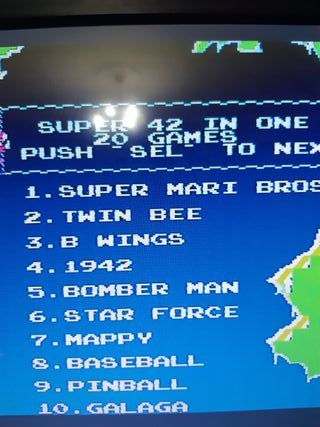 SUPER 42 IN ONE
20 GAMES
PUSH "SEL" TO NEX
1.SUPER MARI BROS
2.TWIN BEE
3.B WINGS
4.1942
5.BOMBER MAN
6.STAR FORCE
7.MAPPY
8.BASEBALL
9.PINBALL
10.GALAGA